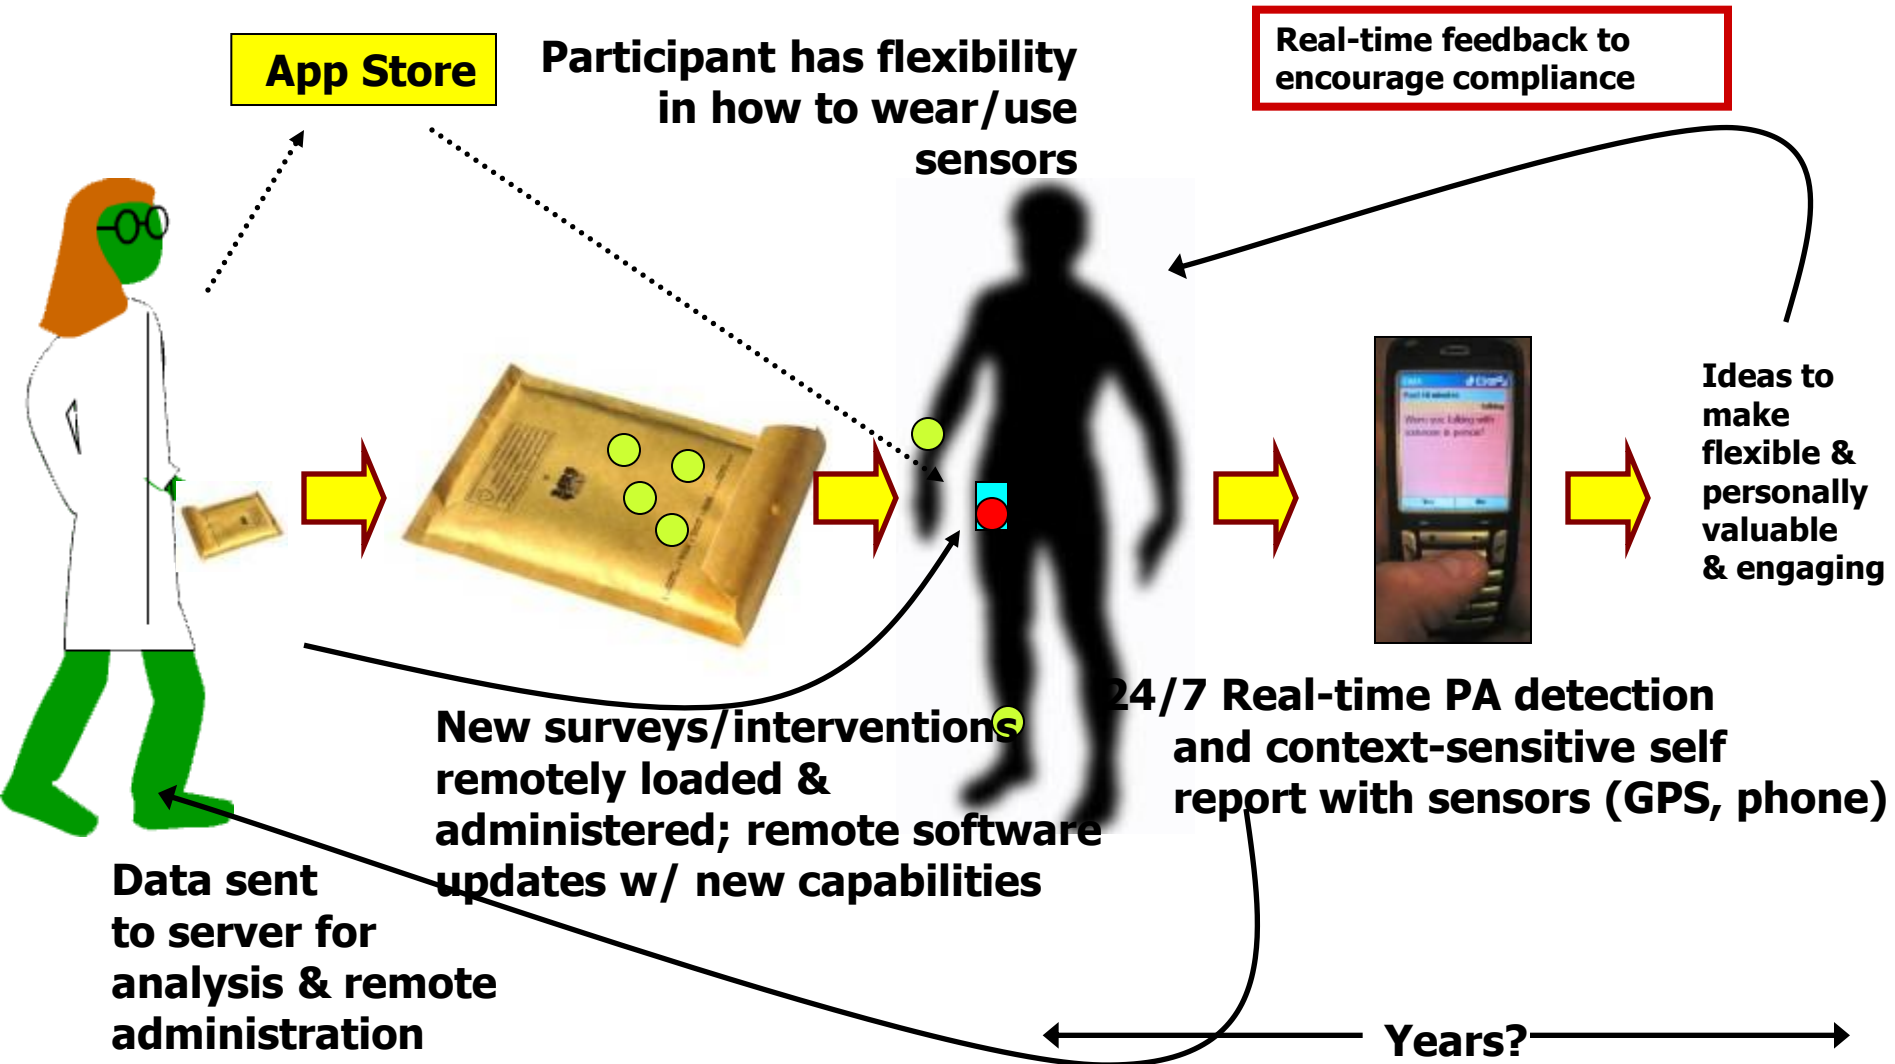 App Store
Participant has flexibility
in how to wear/use
sensors
Real-time feedback to
encourage compliance
Ideas to
make
flexible &
personally
valuable
& engaging
24/7 Real-time PA detection
and context-sensitive self
report with sensors (GPS, phone)
New surveys/interventions
remotely loaded &
administered; remote software
updates w/ new capabilities
Data sent
to server for
analysis & remote
administration
Years?